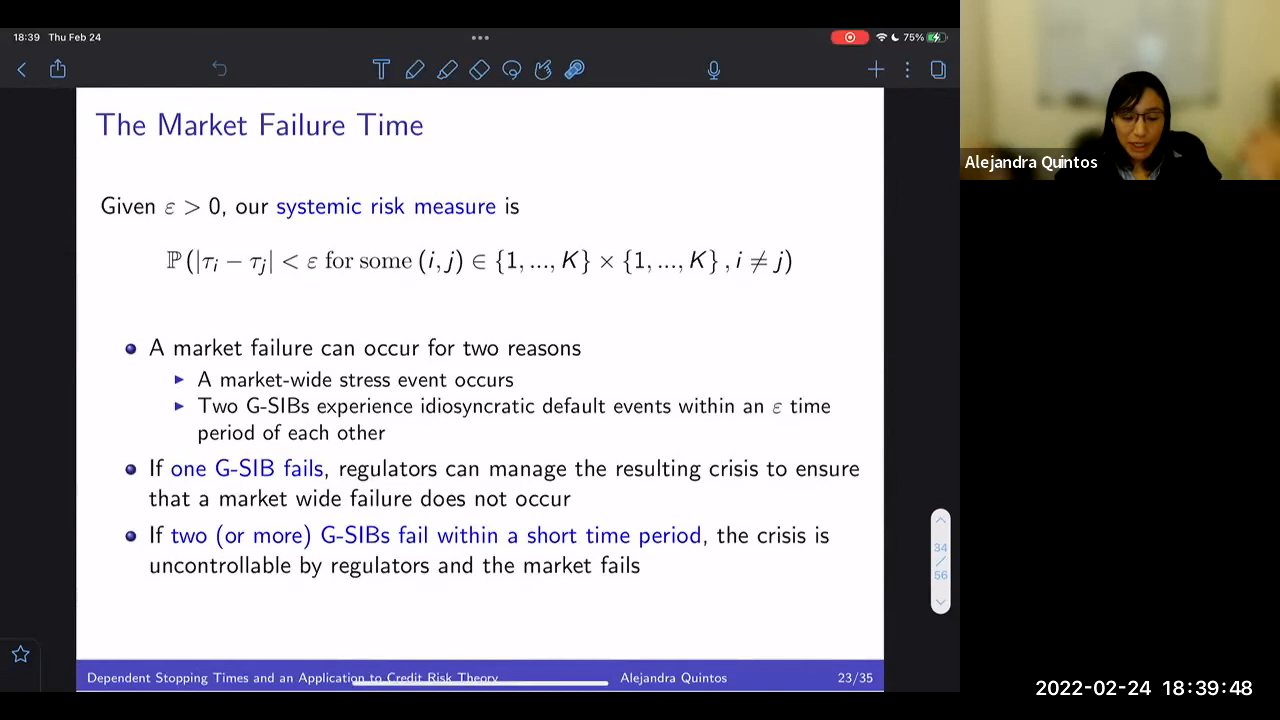 18:39 Thu Feb 24
75%
The Market Failure Time
Given ε > 0, our systemic risk measure is
ℙ (|τᵢ − τⱼ| < ε for some (i, j) ∈ {1, ..., K} × {1, ..., K} , i ≠ j)
A market failure can occur for two reasons
A market-wide stress event occurs
Two G-SIBs experience idiosyncratic default events within an ε time
period of each other
If one G-SIB fails, regulators can manage the resulting crisis to ensure
that a market wide failure does not occur
If two (or more) G-SIBs fail within a short time period, the crisis is
uncontrollable by regulators and the market fails
34
/
56
Dependent Stopping Times and an Application to Credit Risk Theory
Alejandra Quintos
23/35
Alejandra Quintos
2022-02-24 18:39:48